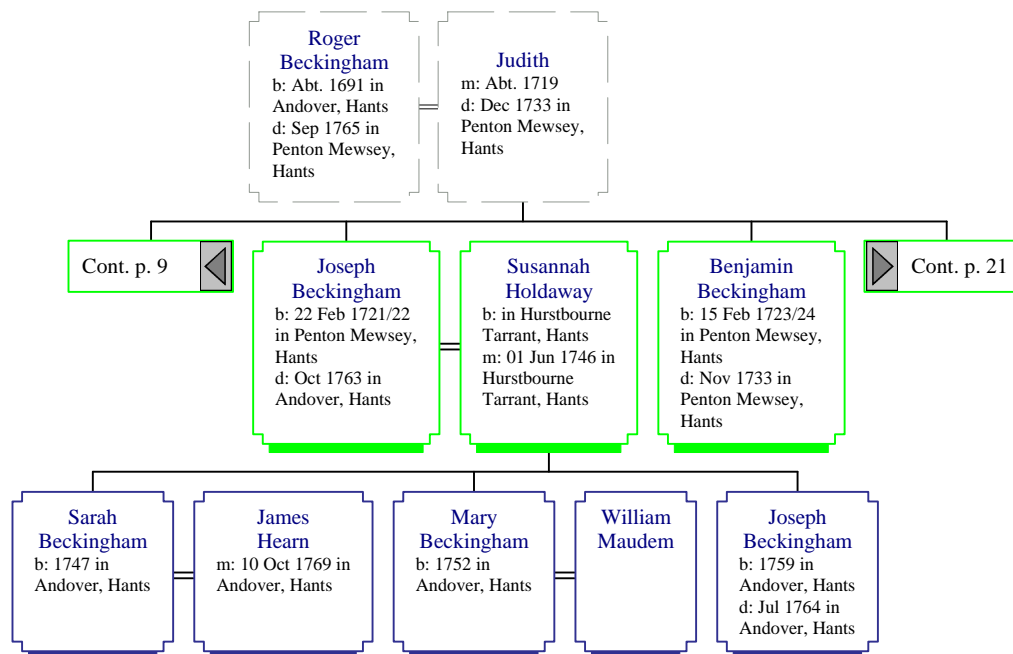 Roger
Beckingham
b: Abt. 1691 in
Andover, Hants
d: Sep 1765 in
Penton Mewsey,
Hants
Judith
m: Abt. 1719
d: Dec 1733 in
Penton Mewsey,
Hants
Cont. p. 9
Joseph
Beckingham
b: 22 Feb 1721/22
in Penton Mewsey,
Hants
d: Oct 1763 in
Andover, Hants
Susannah
Holdaway
b: in Hurstbourne
Tarrant, Hants
m: 01 Jun 1746 in
Hurstbourne
Tarrant, Hants
Benjamin
Beckingham
b: 15 Feb 1723/24
in Penton Mewsey,
Hants
d: Nov 1733 in
Penton Mewsey,
Hants
Cont. p. 21
Sarah
Beckingham
b: 1747 in
Andover, Hants
James
Hearn
m: 10 Oct 1769 in
Andover, Hants
Mary
Beckingham
b: 1752 in
Andover, Hants
William
Maudem
Joseph
Beckingham
b: 1759 in
Andover, Hants
d: Jul 1764 in
Andover, Hants